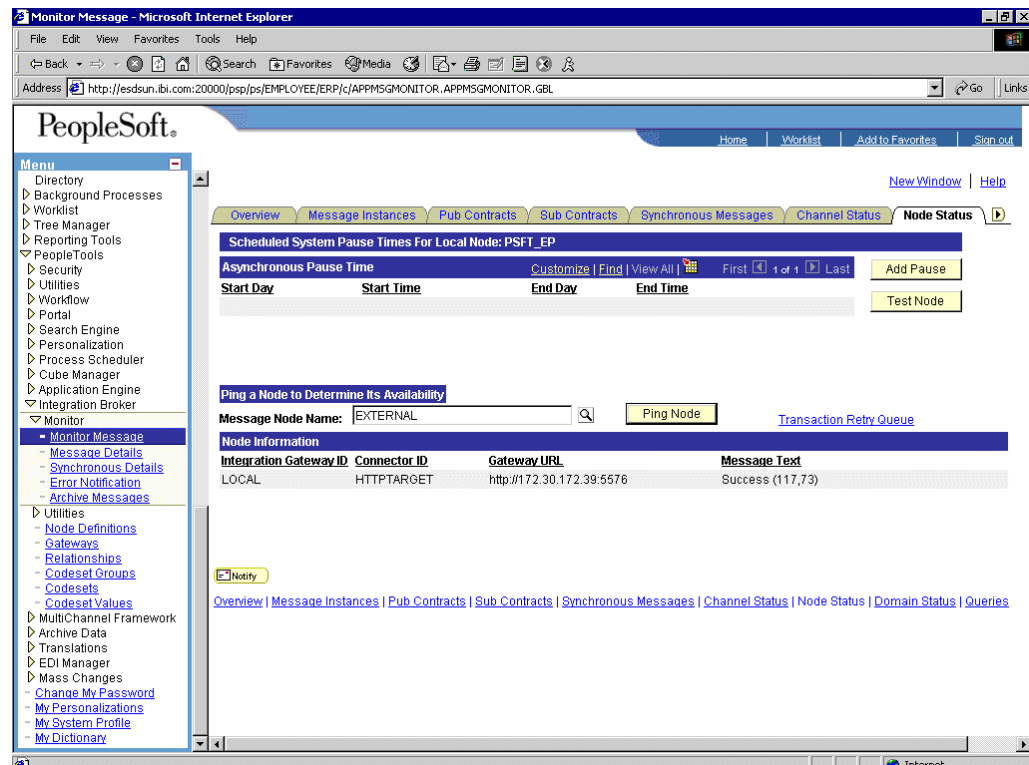 Monitor Message - Microsoft Internet Explorer
File Edit View Favorites Tools Help
Back Search Favorites Media
Address http://esdsun.ibi.com:20000/psp/ps/EMPLOYEE/ERP/c/APPMSGMONITOR.APPMSGMONITOR.GBL Go Links
PeopleSoft.
Home Worklist Add to Favorites Sign out
Menu
Directory
Background Processes
Worklist
Tree Manager
Reporting Tools
PeopleTools
Security
Utilities
Workflow
Portal
Search Engine
Personalization
Process Scheduler
Cube Manager
Application Engine
Integration Broker
Monitor
- Monitor Message
- Message Details
- Synchronous Details
- Error Notification
- Archive Messages
Utilities
- Node Definitions
- Gateways
- Relationships
- Codeset Groups
- Codesets
- Codeset Values
MultiChannel Framework
Archive Data
Translations
EDI Manager
Mass Changes
- Change My Password
- My Personalizations
- My System Profile
- My Dictionary
New Window | Help
Overview Message Instances Pub Contracts Sub Contracts Synchronous Messages Channel Status Node Status
Scheduled System Pause Times For Local Node: PSFT_EP
Asynchronous Pause Time Customize | Find | View All | First 1 of 1 Last Add Pause
Start Day Start Time End Day End Time
Test Node
Ping a Node to Determine Its Availability
Message Node Name: EXTERNAL Ping Node Transaction Retry Queue
Node Information
Integration Gateway ID Connector ID Gateway URL Message Text
LOCAL HTTPTARGET http://172.30.172.39:5576 Success (117,73)
Notify
Overview | Message Instances | Pub Contracts | Sub Contracts | Synchronous Messages | Channel Status | Node Status | Domain Status | Queries
Internet